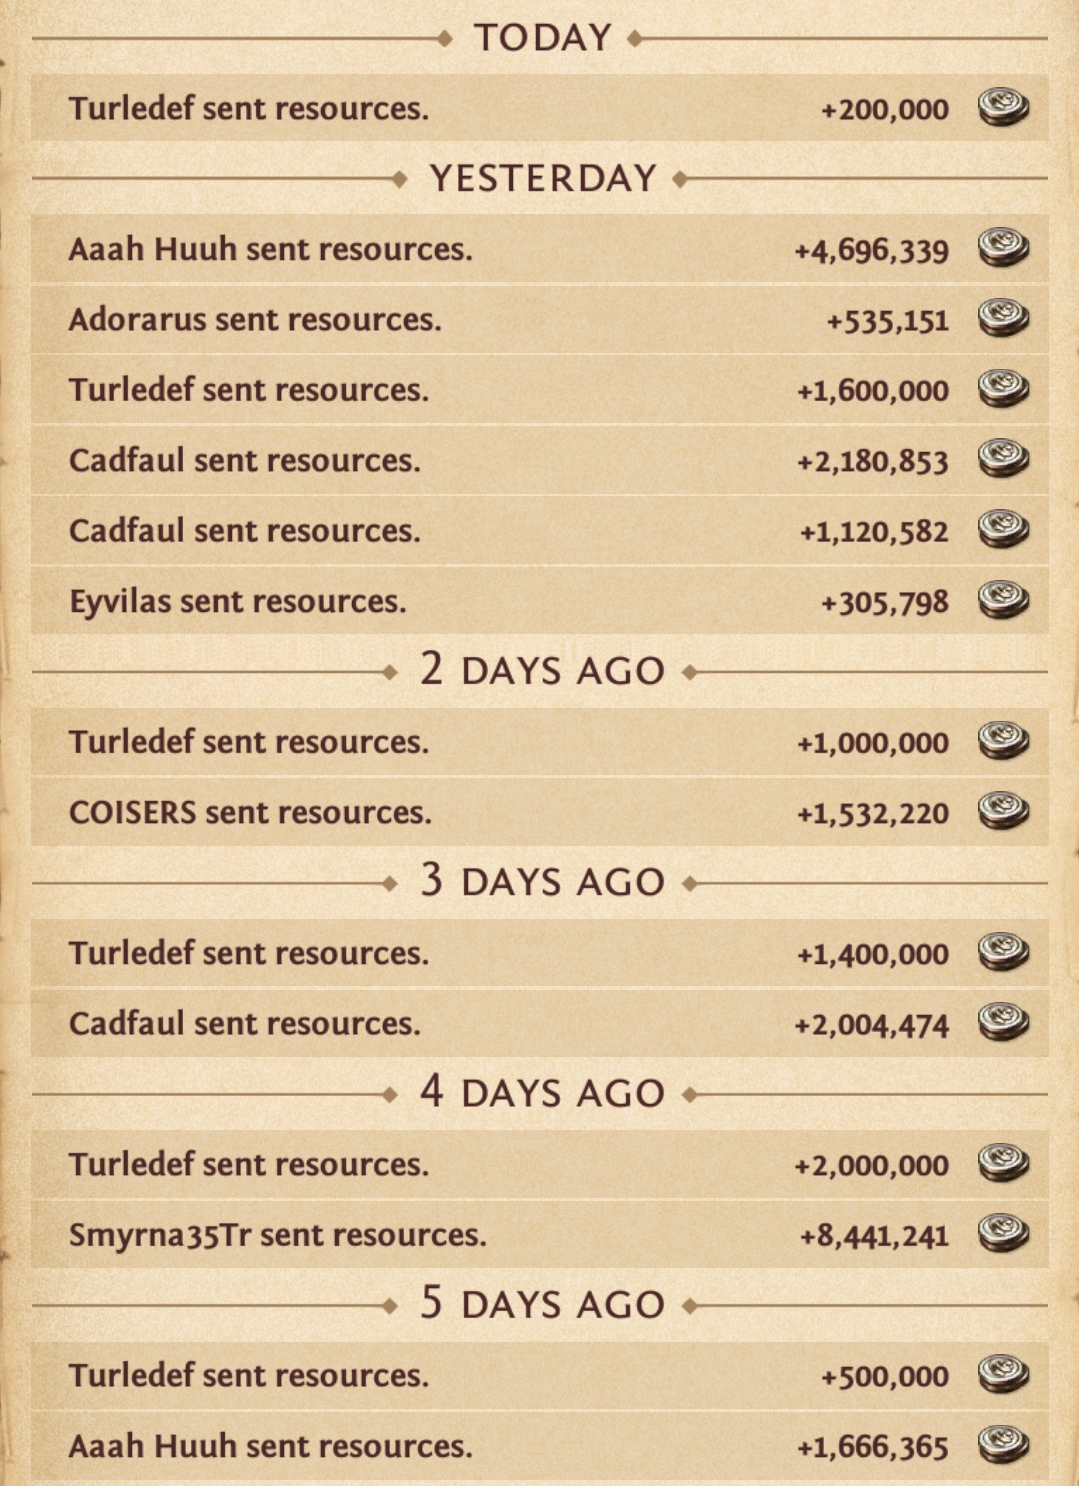 TODAY
Turledef sent resources. +200,000
YESTERDAY
Aaah Huuh sent resources. +4,696,339
Adorarus sent resources. +535,151
Turledef sent resources. +1,600,000
Cadfaul sent resources. +2,180,853
Cadfaul sent resources. +1,120,582
Eyvilas sent resources. +305,798
2 DAYS AGO
Turledef sent resources. +1,000,000
COISERS sent resources. +1,532,220
3 DAYS AGO
Turledef sent resources. +1,400,000
Cadfaul sent resources. +2,004,474
4 DAYS AGO
Turledef sent resources. +2,000,000
Smyrna35Tr sent resources. +8,441,241
5 DAYS AGO
Turledef sent resources. +500,000
Aaah Huuh sent resources. +1,666,365